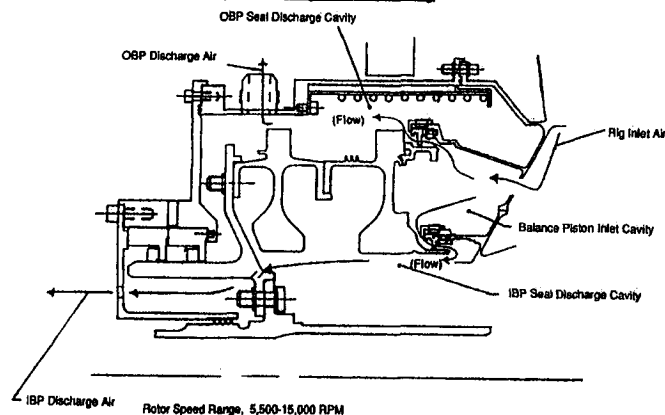 OBP Seal Discharge Cavity
OBP Discharge Air
(Flow)
Rig Inlet Air
Balance Piston Inlet Cavity
(Flow)
IBP Seal Discharge Cavity
IBP Discharge Air
Rotor Speed Range, 5,500-15,000 RPM